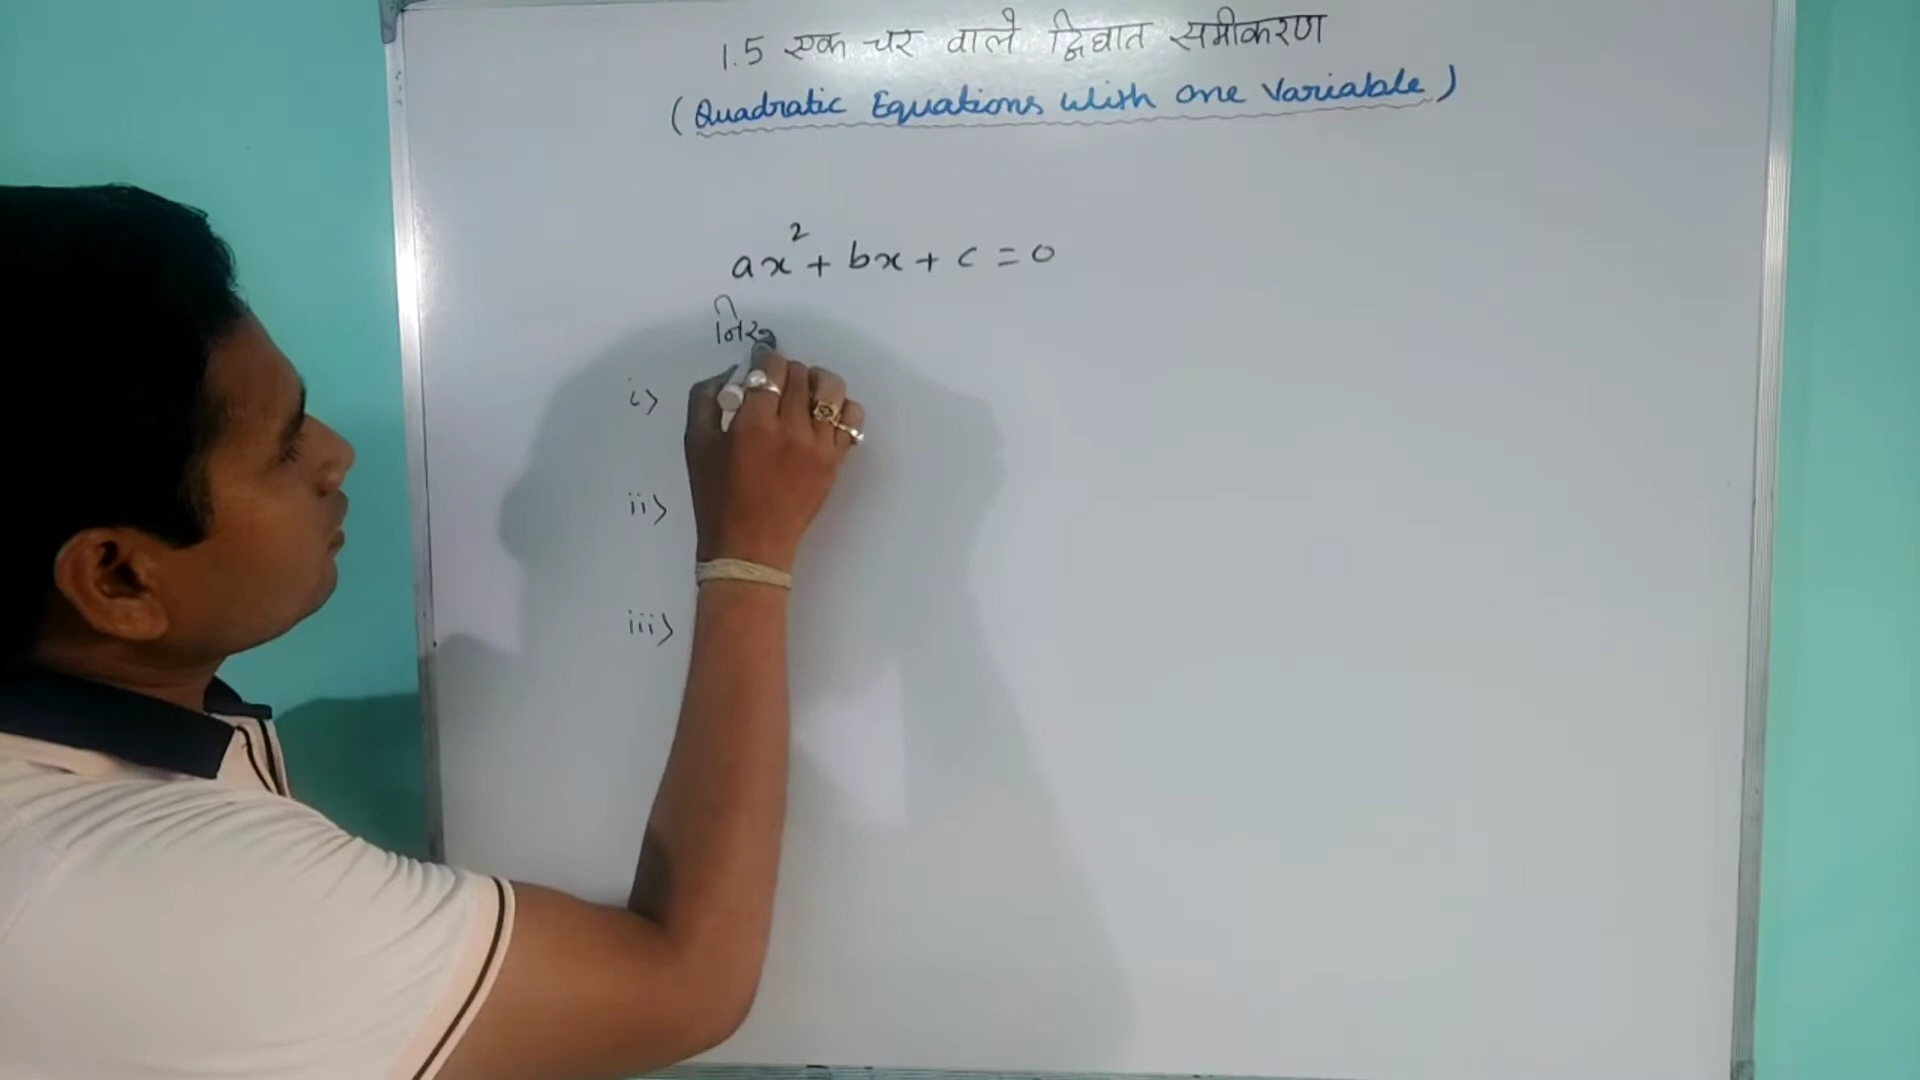 1.5 एक चर वाले द्विघात समीकरण
(Quadratic Equations With one Variable)
ax² + bx + c = 0
i>
ii>
iii>